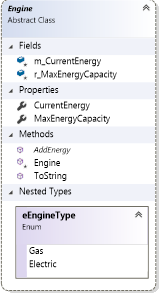 Engine
Abstract Class
Fields
m_CurrentEnergy
r_MaxEnergyCapacity
Properties
CurrentEnergy
MaxEnergyCapacity
Methods
AddEnergy
Engine
ToString
Nested Types
eEngineType
Enum
Gas
Electric